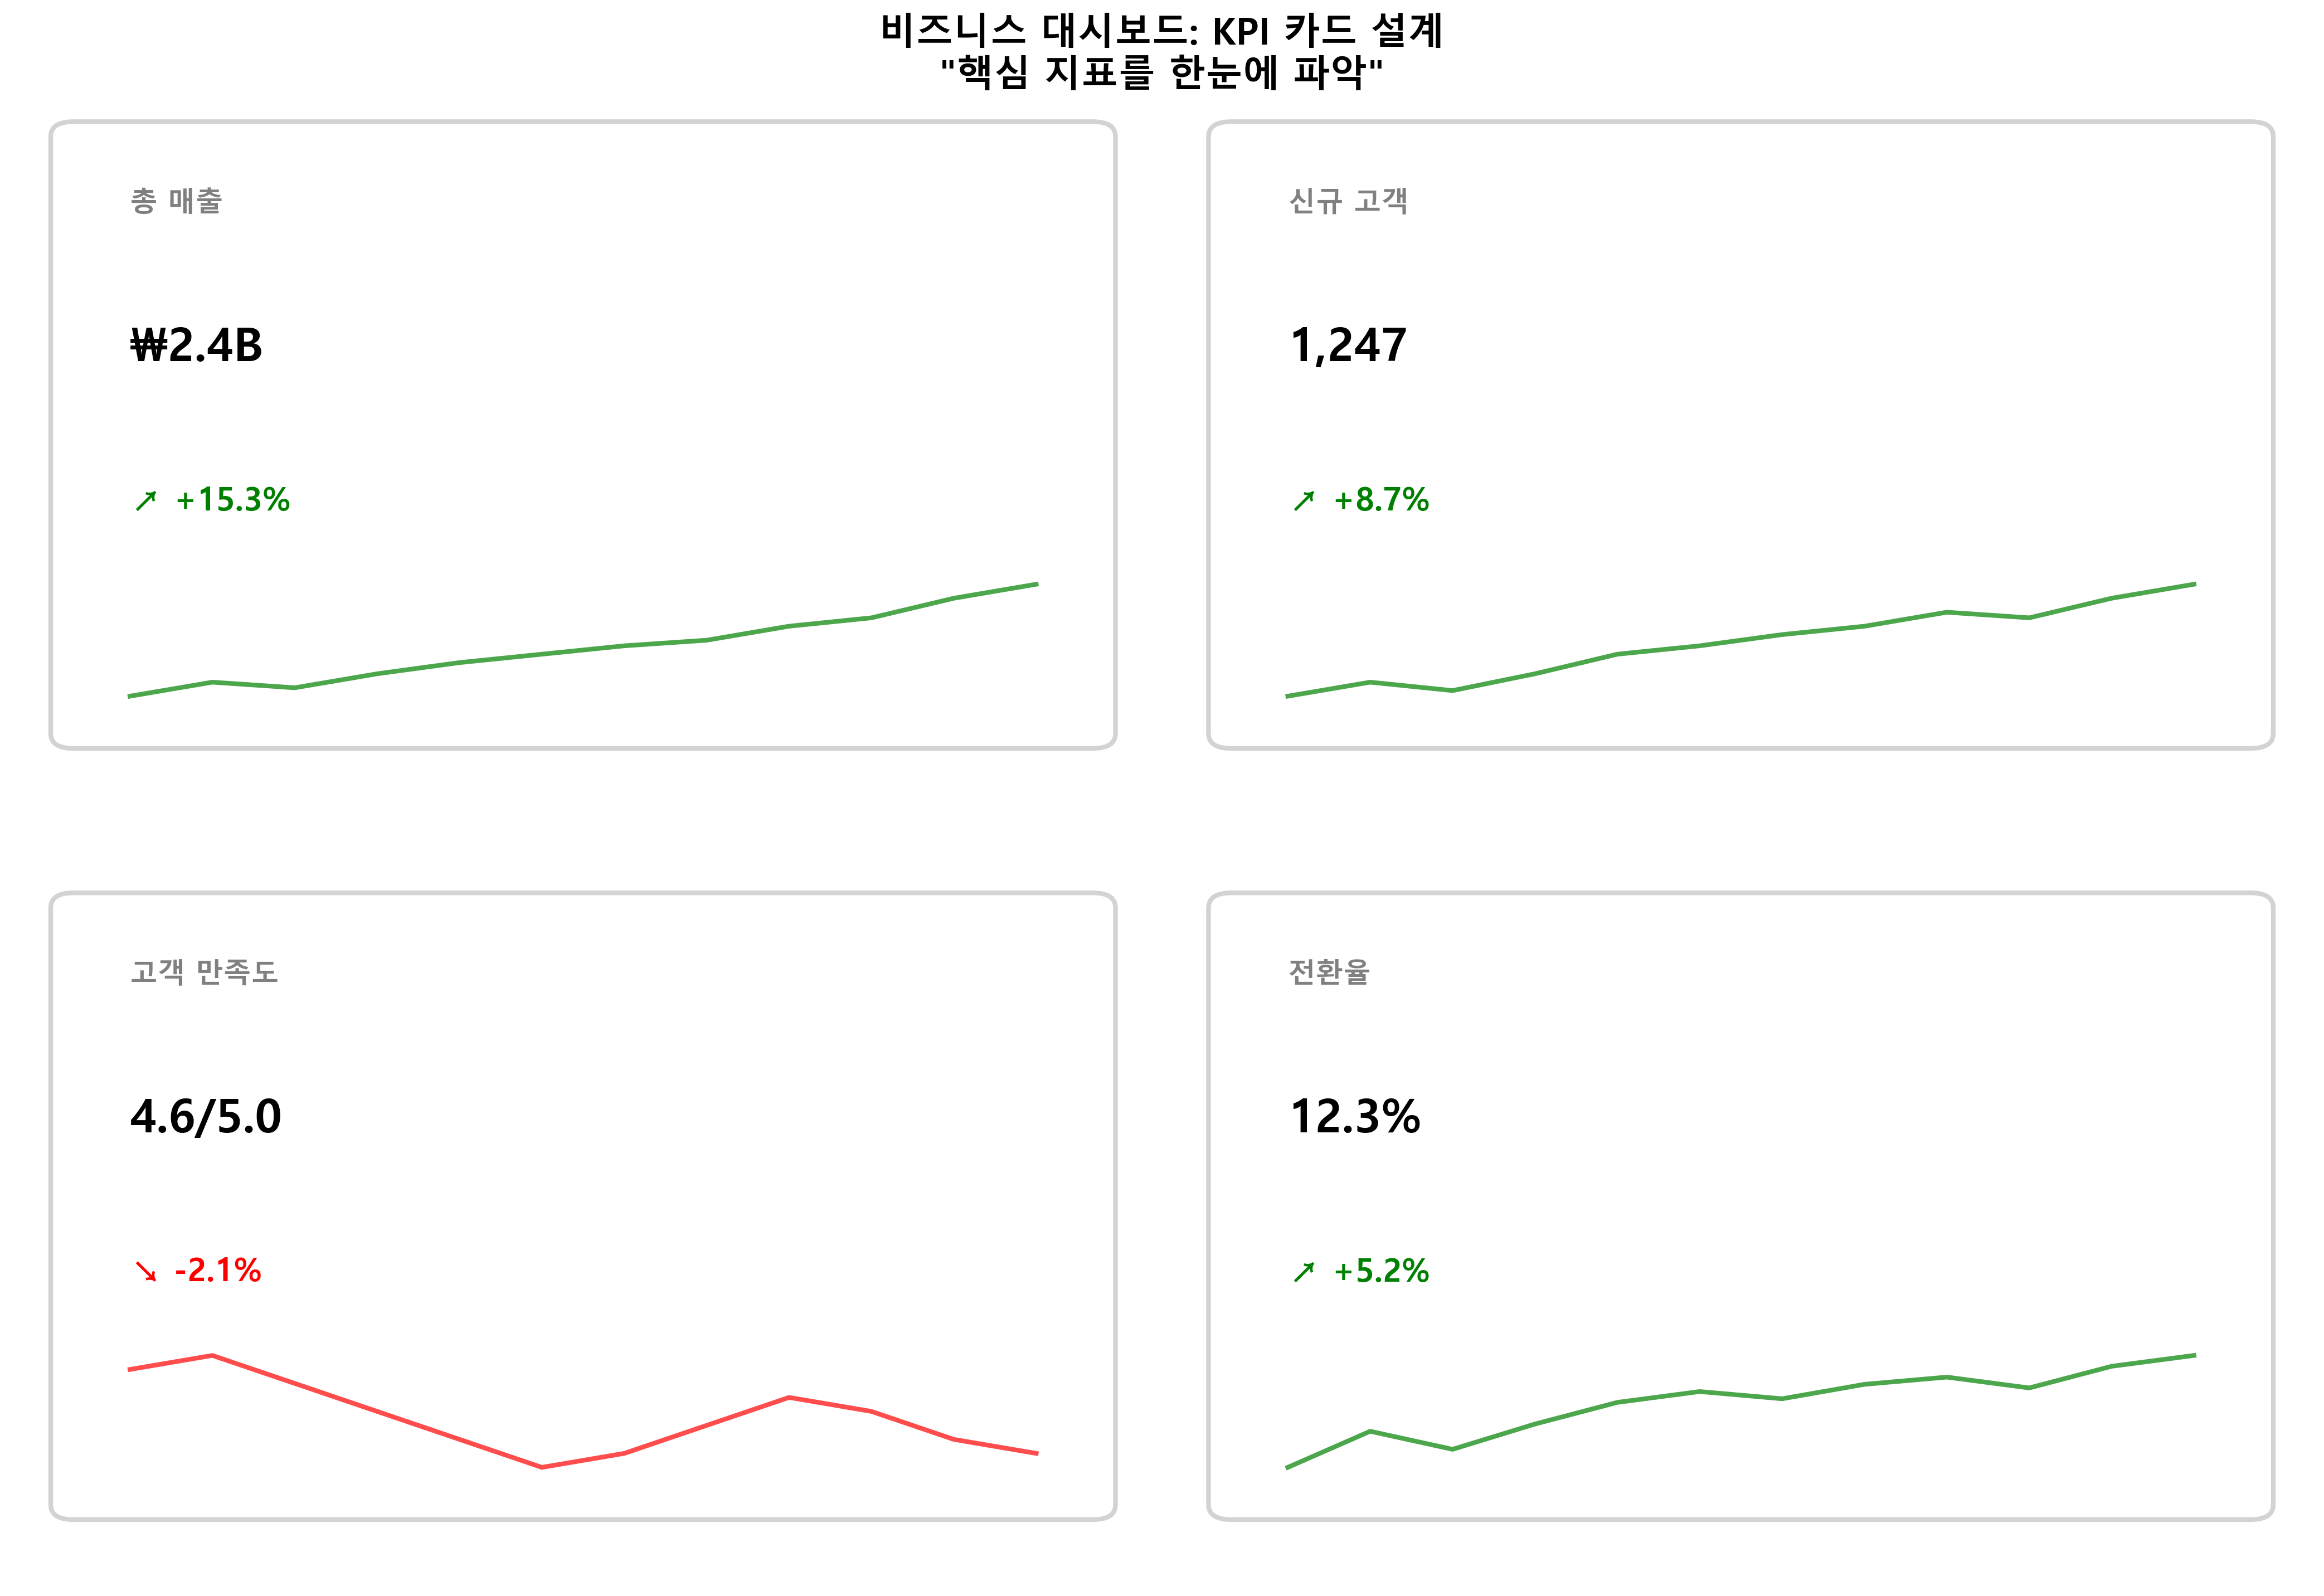 비즈니스 대시보드: KPI 카드 설계
"핵심 지표를 한눈에 파악"
총 매출
₩2.4B
↗ +15.3%
신규 고객
1,247
↗ +8.7%
고객 만족도
4.6/5.0
↘ -2.1%
전환율
12.3%
↗ +5.2%